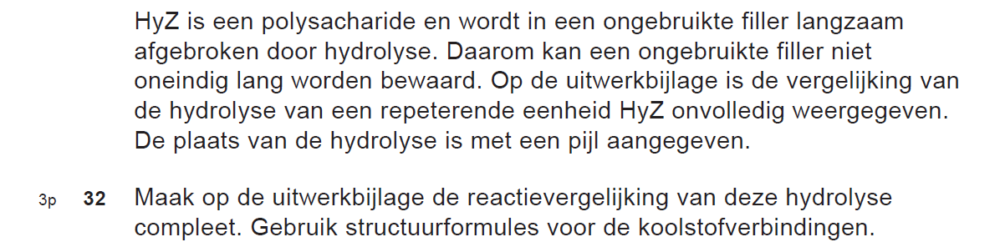 HyZ is een polysacharide en wordt in een ongebruikte filler langzaam
afgebroken door hydrolyse. Daarom kan een ongebruikte filler niet
oneindig lang worden bewaard. Op de uitwerkbijlage is de vergelijking van
de hydrolyse van een repeterende eenheid HyZ onvolledig weergegeven.
De plaats van de hydrolyse is met een pijl aangegeven.
3p 32 Maak op de uitwerkbijlage de reactievergelijking van deze hydrolyse
compleet. Gebruik structuurformules voor de koolstofverbindingen.